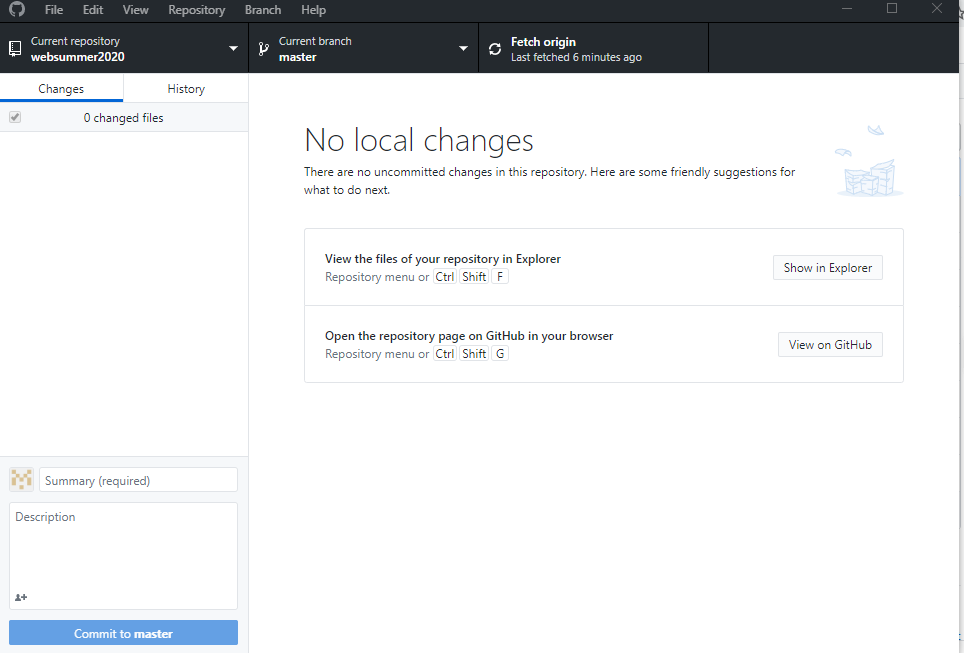 File Edit View Repository Branch Help
Current repository
websummer2020
Current branch
master
Fetch origin
Last fetched 6 minutes ago
Changes
History
0 changed files
No local changes
There are no uncommitted changes in this repository. Here are some friendly suggestions for
what to do next.
View the files of your repository in Explorer
Repository menu or Ctrl Shift F
Show in Explorer
Open the repository page on GitHub in your browser
Repository menu or Ctrl Shift G
View on GitHub
Summary (required)
Description
Commit to master